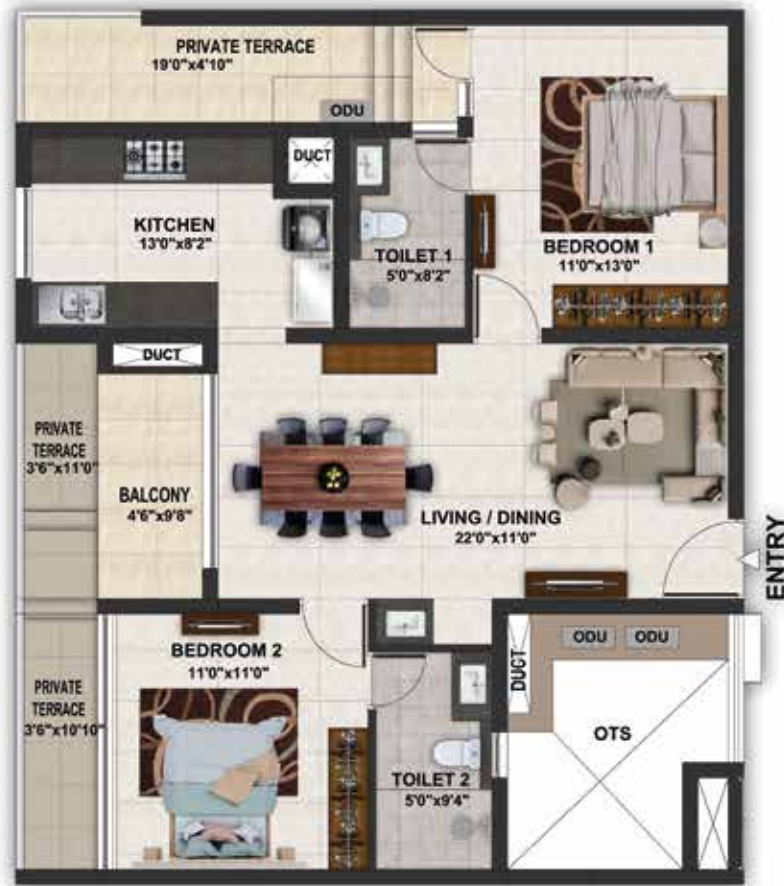 PRIVATE TERRACE
19'0"x4'10"
ODU
DUCT
KITCHEN
13'0"x8'2"
TOILET 1
5'0"x8'2"
BEDROOM 1
11'0"x13'0"
DUCT
PRIVATE
TERRACE
3'6"x11'0"
BALCONY
4'6"x9'8"
LIVING / DINING
22'0"x11'0"
ENTRY
BEDROOM 2
11'0"x11'0"
DUCT
ODU
ODU
PRIVATE
TERRACE
3'6"x10'10"
OTS
TOILET 2
5'0"x9'4"